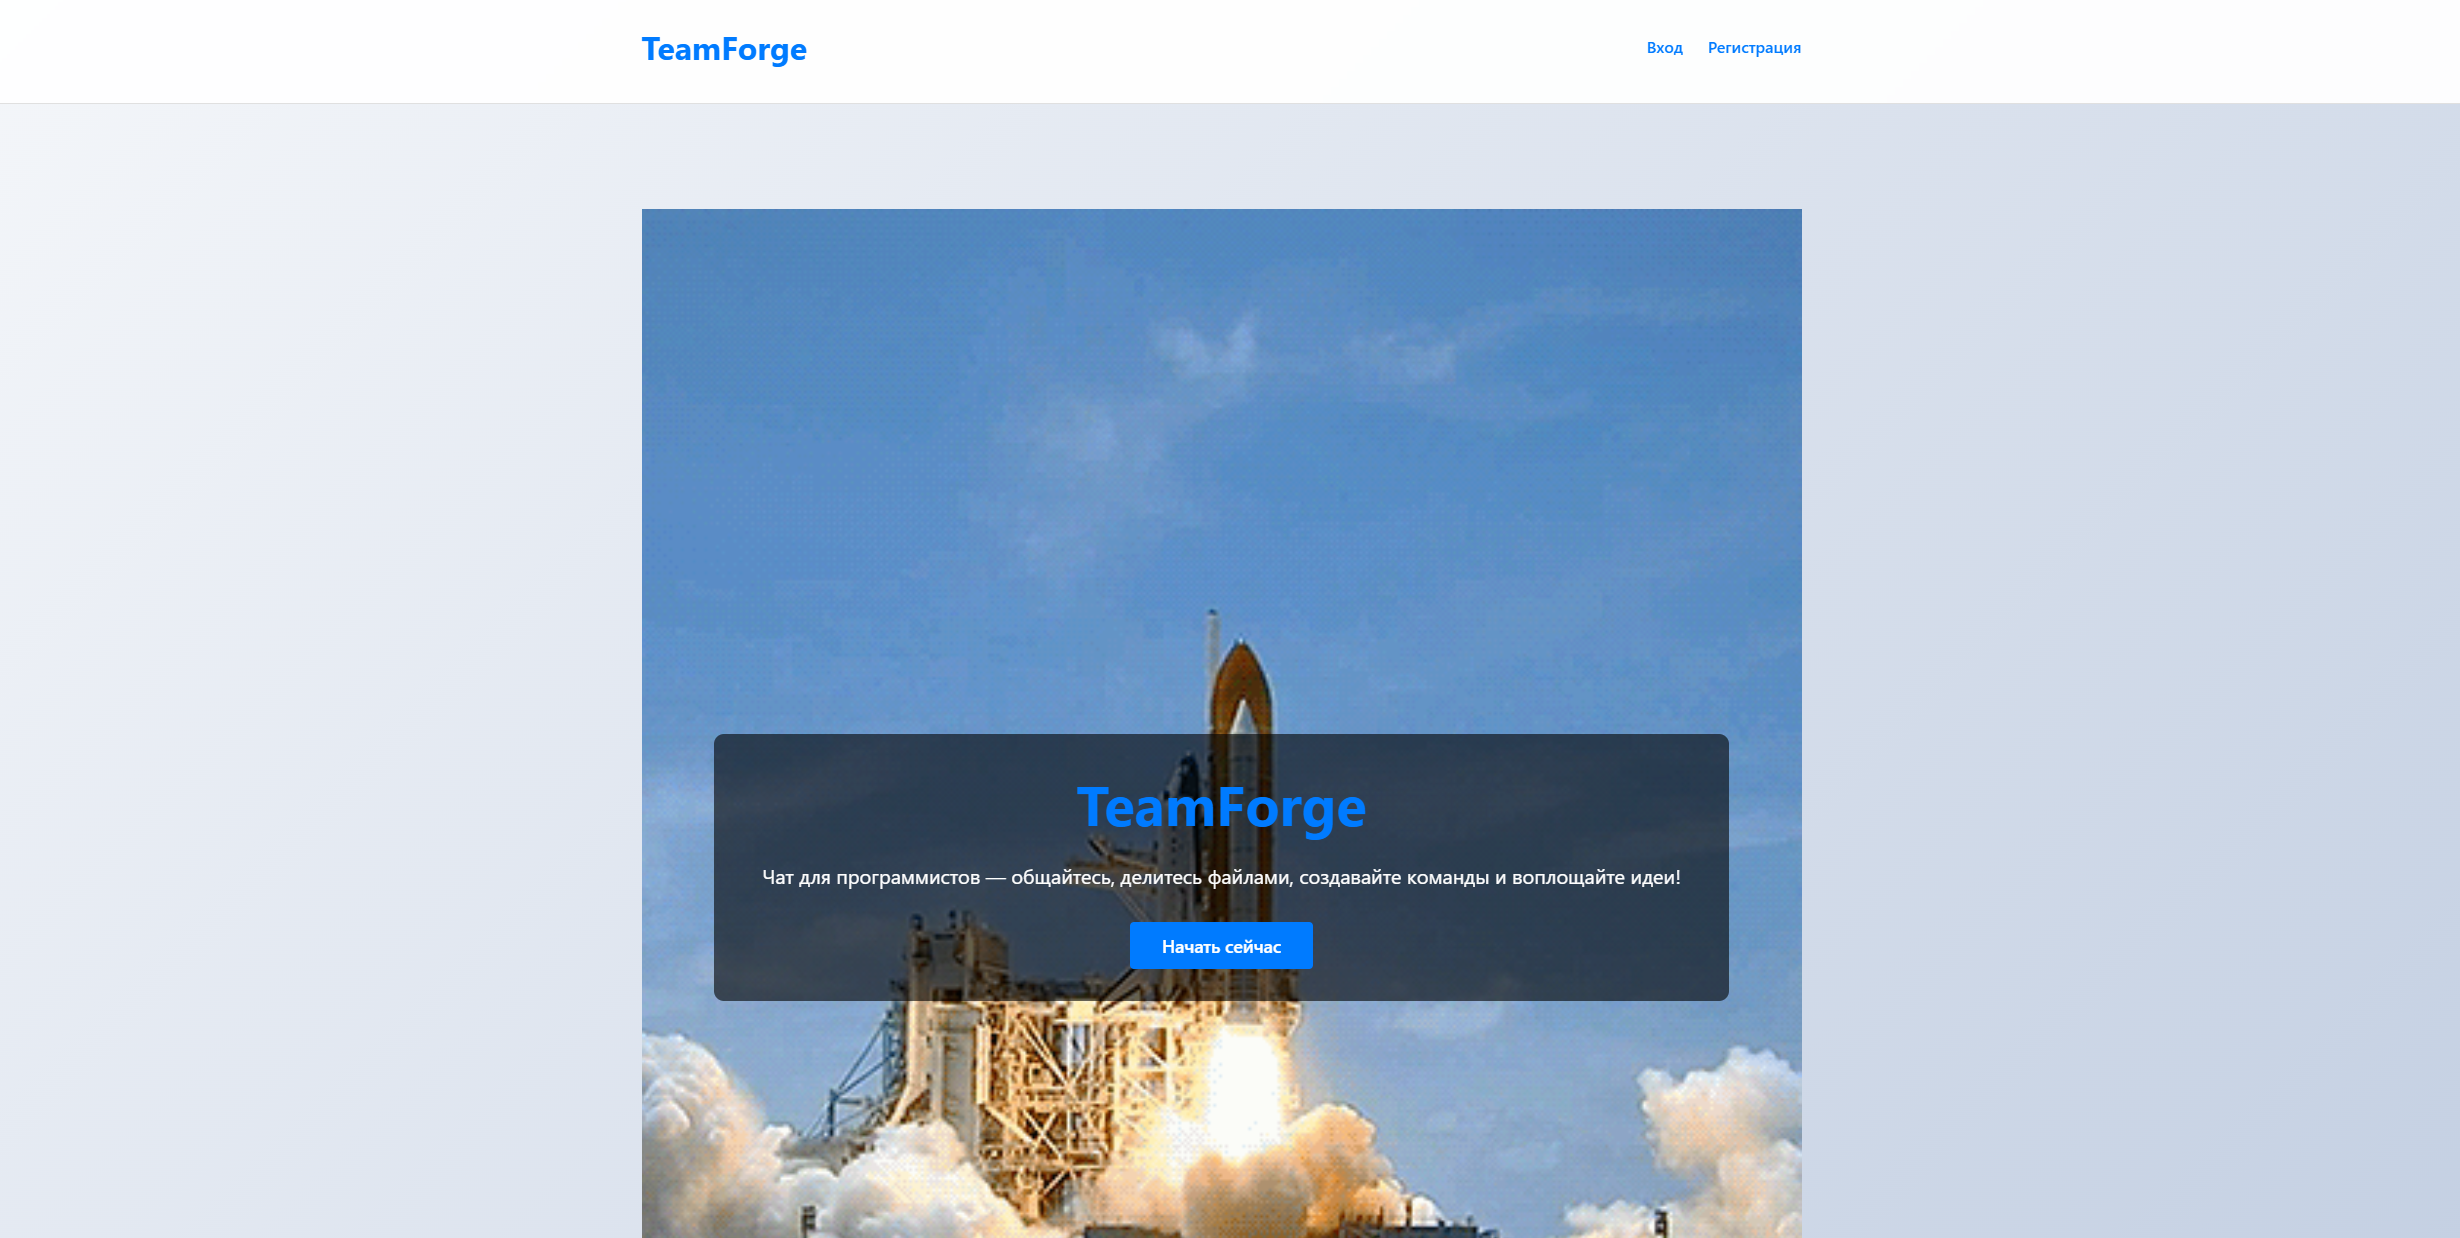 TeamForge
Вход Регистрация
TeamForge
Чат для программистов — общайтесь, делитесь файлами, создавайте команды и воплощайте идеи!
Начать сейчас